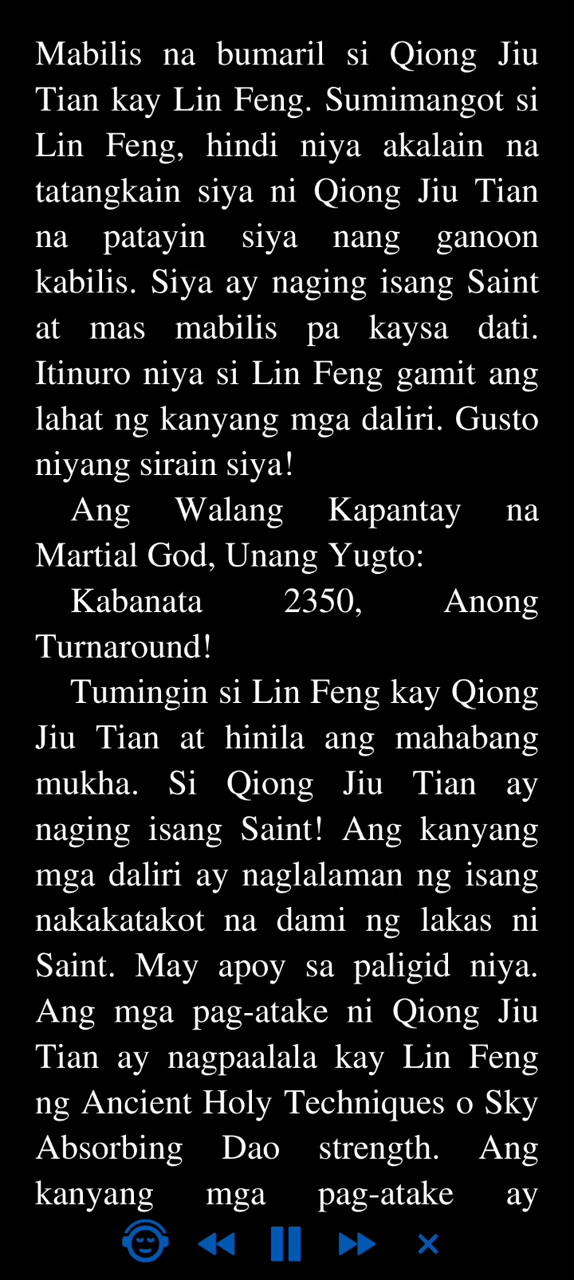 Mabilis na bumaril si Qiong Jiu
Tian kay Lin Feng. Sumimangot si
Lin Feng, hindi niya akalain na
tatangkain siya ni Qiong Jiu Tian
na patayin siya nang ganoon
kabilis. Siya ay naging isang Saint
at mas mabilis pa kaysa dati.
Itinuro niya si Lin Feng gamit ang
lahat ng kanyang mga daliri. Gusto
niyang sirain siya!
Ang Walang Kapantay na
Martial God, Unang Yugto:
Kabanata 2350, Anong
Turnaround!
Tumingin si Lin Feng kay Qiong
Jiu Tian at hinila ang mahabang
mukha. Si Qiong Jiu Tian ay
naging isang Saint! Ang kanyang
mga daliri ay naglalaman ng isang
nakakatakot na dami ng lakas ni
Saint. May apoy sa paligid niya.
Ang mga pag-atake ni Qiong Jiu
Tian ay nagpaalala kay Lin Feng
ng Ancient Holy Techniques o Sky
Absorbing Dao strength. Ang
kanyang mga pag-atake ay